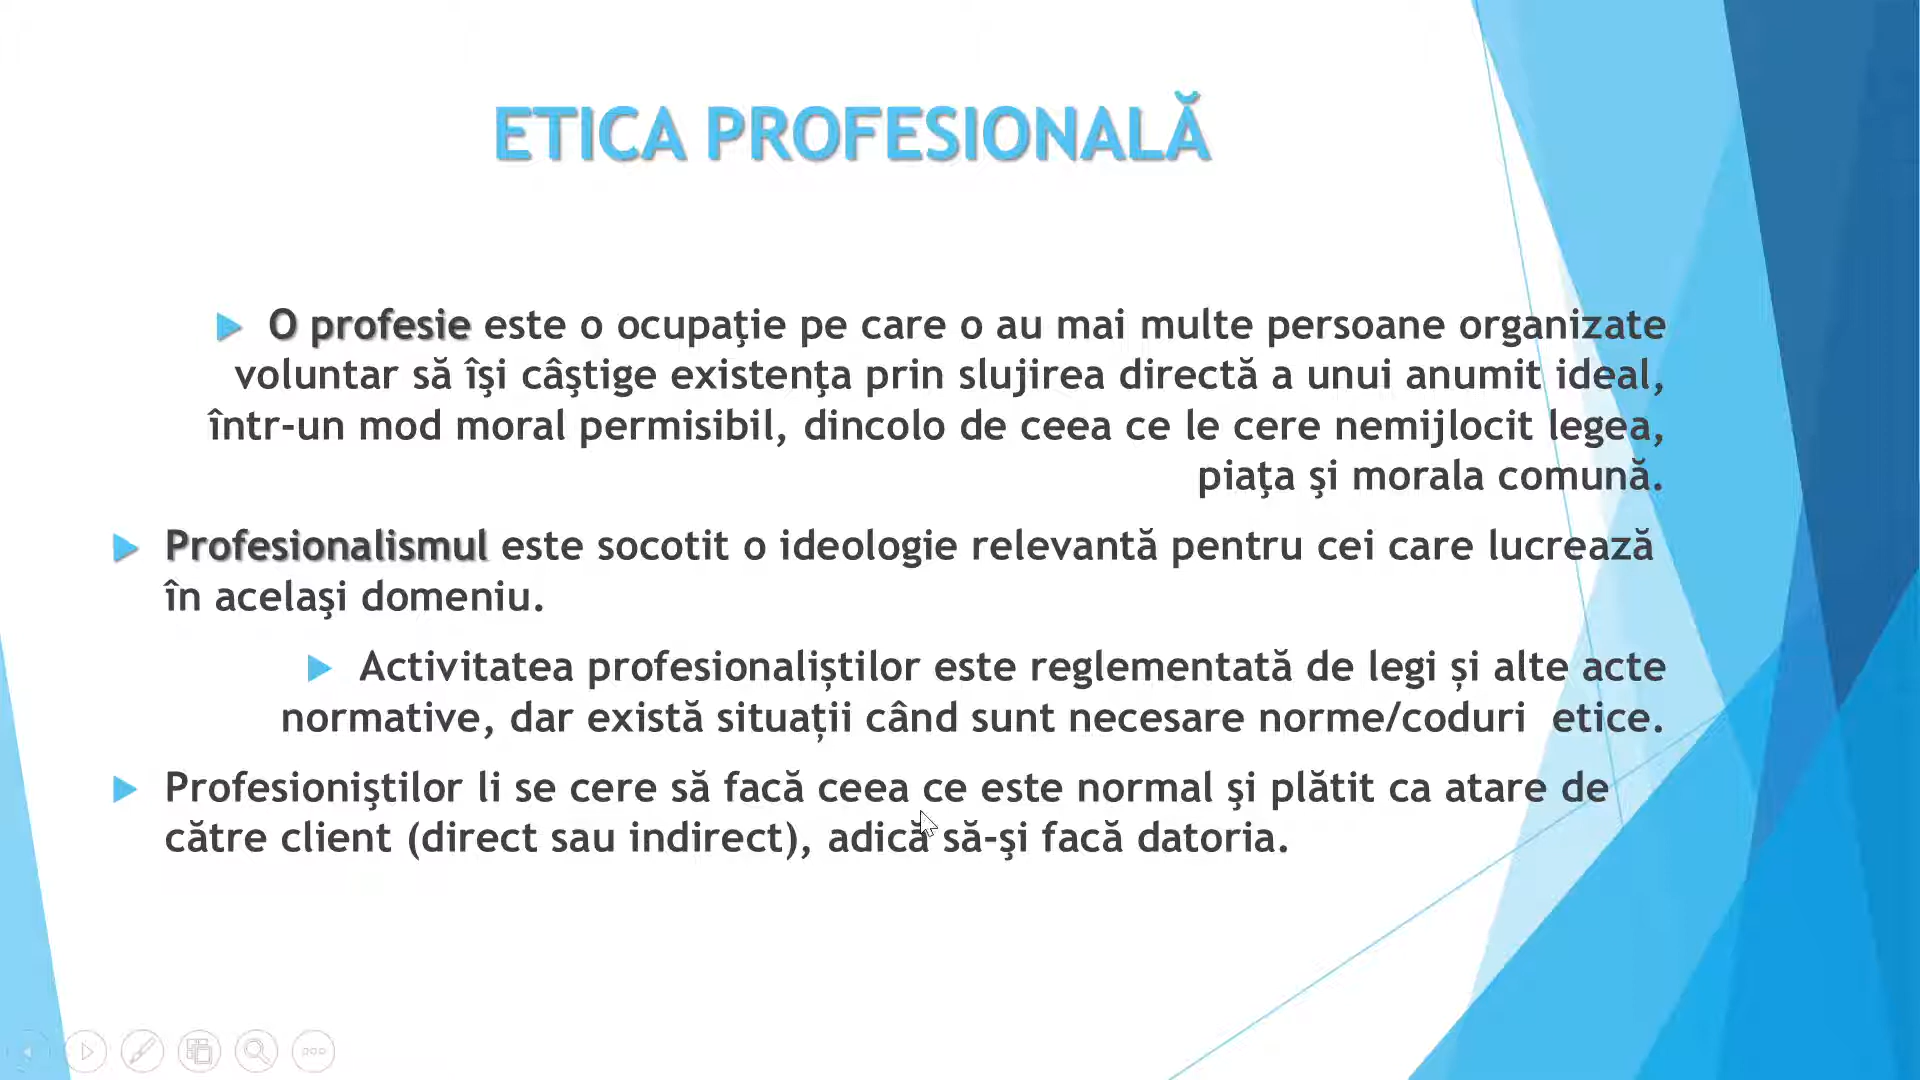 ETICA PROFESIONALĂ
O profesie este o ocupaţie pe care o au mai multe persoane organizate
voluntar să îşi câştige existenţa prin slujirea directă a unui anumit ideal,
într-un mod moral permisibil, dincolo de ceea ce le cere nemijlocit legea,
piaţa şi morala comună.
Profesionalismul este socotit o ideologie relevantă pentru cei care lucrează
în acelaşi domeniu.
Activitatea profesionaliștilor este reglementată de legi și alte acte
normative, dar există situații când sunt necesare norme/coduri  etice.
Profesioniştilor li se cere să facă ceea ce este normal şi plătit ca atare de
către client (direct sau indirect), adică să-şi facă datoria.